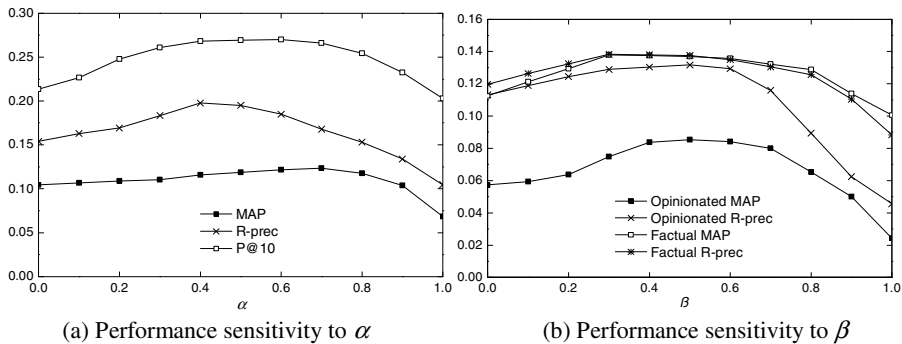 0.30
0.25
0.20
0.15
0.10
0.05
0.00
MAP
R-prec
P@10
0.0 0.2 0.4 0.6 0.8 1.0
α
(a) Performance sensitivity to α
0.16
0.14
0.12
0.10
0.08
0.06
0.04
0.02
0.00
Opinionated MAP
Opinionated R-prec
Factual MAP
Factual R-prec
0.0 0.2 0.4 0.6 0.8 1.0
β
(b) Performance sensitivity to β